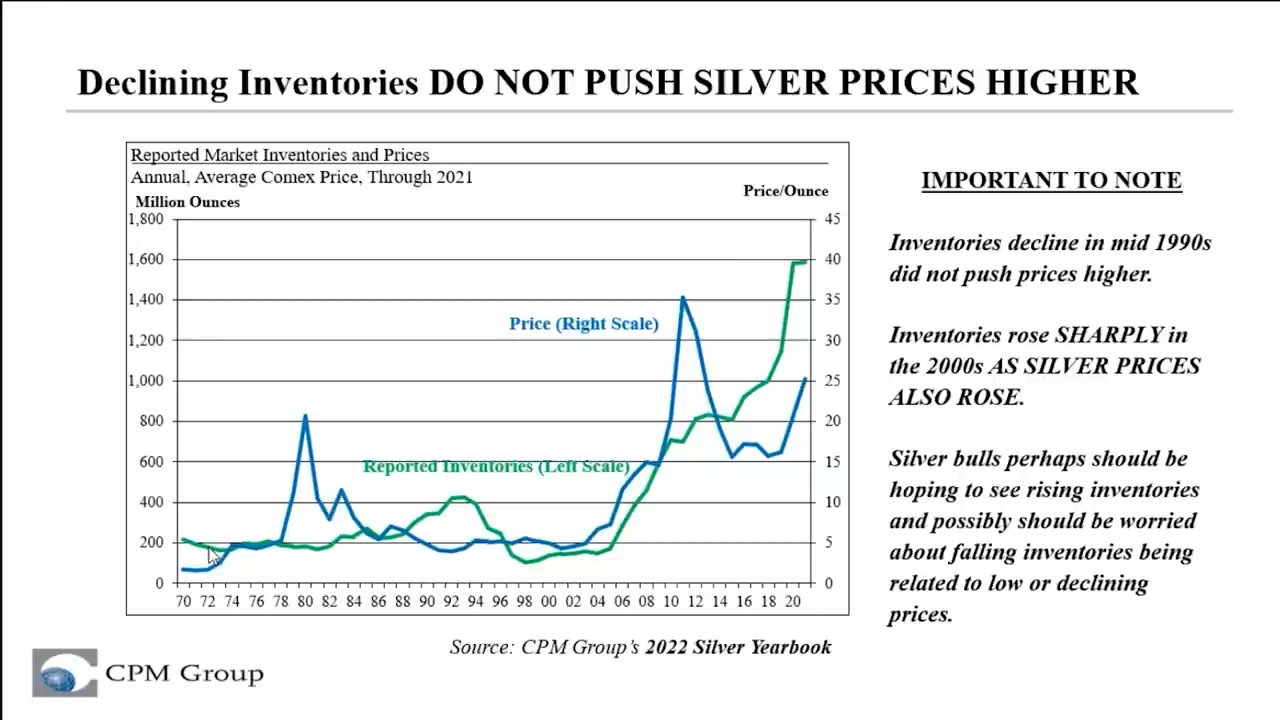 Declining Inventories DO NOT PUSH SILVER PRICES HIGHER
Reported Market Inventories and Prices
Annual, Average Comex Price, Through 2021
Million Ounces
Price/Ounce
1,800
1,600
1,400
1,200
1,000
800
600
400
200
0
45
40
35
30
25
20
15
10
5
0
Price (Right Scale)
Reported Inventories (Left Scale)
70 72 74 76 78 80 82 84 86 88 90 92 94 96 98 00 02 04 06 08 10 12 14 16 18 20
IMPORTANT TO NOTE
Inventories decline in mid 1990s
did not push prices higher.
Inventories rose SHARPLY in
the 2000s AS SILVER PRICES
ALSO ROSE.
Silver bulls perhaps should be
hoping to see rising inventories
and possibly should be worried
about falling inventories being
related to low or declining
prices.
Source: CPM Group's 2022 Silver Yearbook
CPM Group